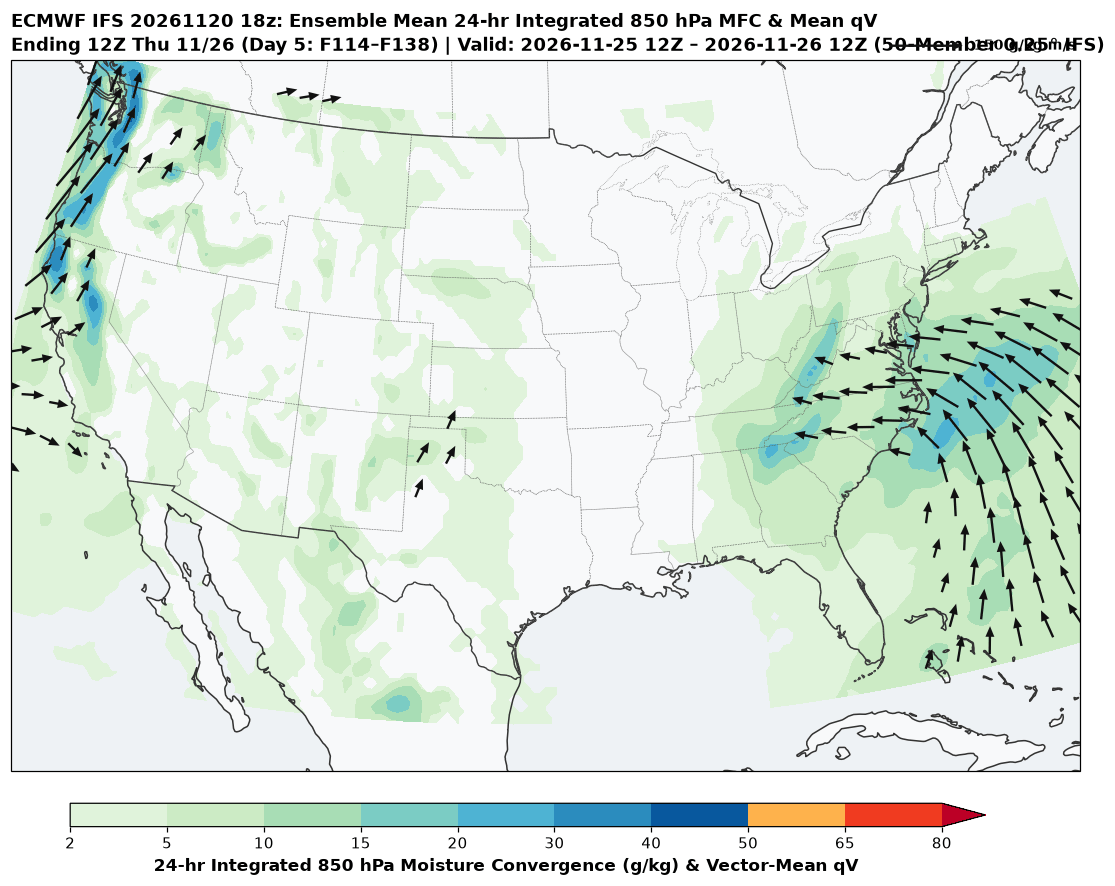 ECMWF IFS 20261120 18z: Ensemble Mean 24-hr Integrated 850 hPa MFC & Mean qV
Ending 12Z Thu 11/26 (Day 5: F114–F138) | Valid: 2026-11-25 12Z – 2026-11-26 12Z (50-Member 0.25° IFS)
2 5 10 15 20 30 40 50 65 80
24-hr Integrated 850 hPa Moisture Convergence (g/kg) & Vector-Mean qV